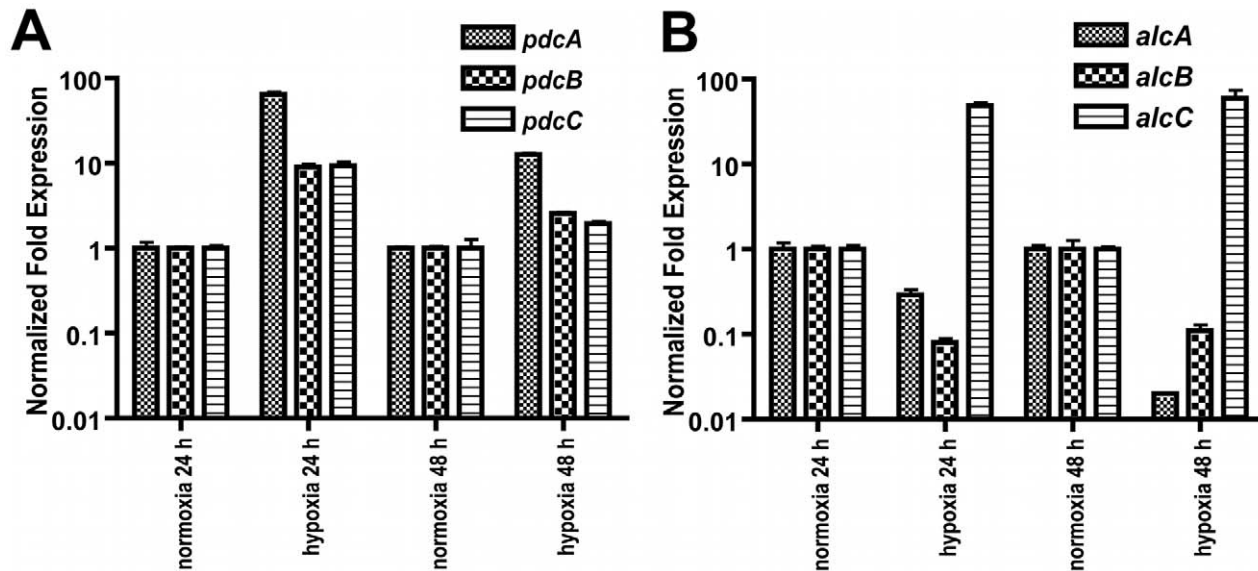 A
pdcA
pdcB
pdcC
Normalized Fold Expression
100
10
1
0.1
0.01
normoxia 24 h
hypoxia 24 h
normoxia 48 h
hypoxia 48 h
B
alcA
alcB
alcC
Normalized Fold Expression
100
10
1
0.1
0.01
normoxia 24 h
hypoxia 24 h
normoxia 48 h
hypoxia 48 h